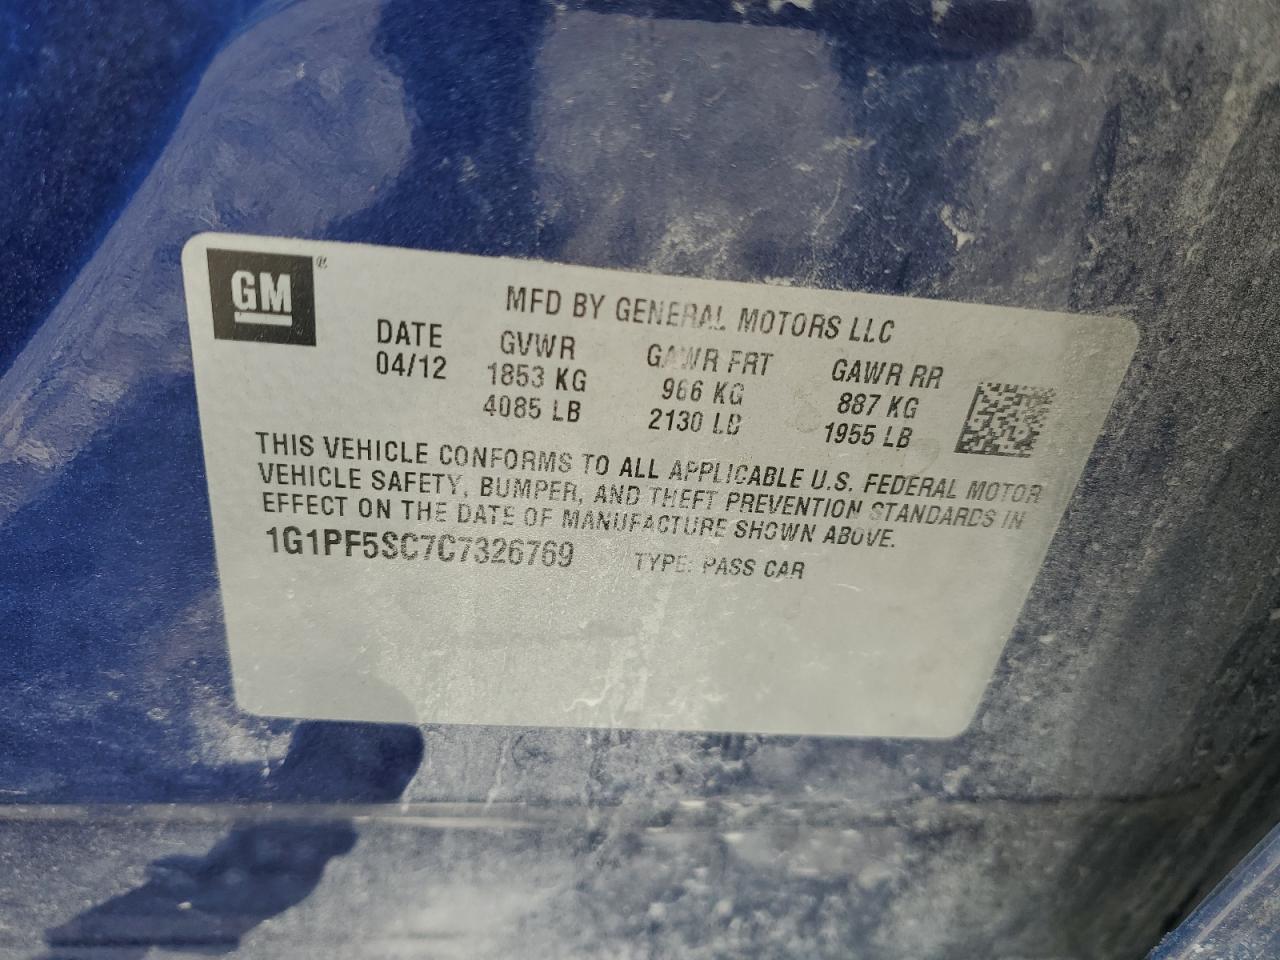 GM®
MFD BY GENERAL MOTORS LLC
DATE GVWR GAWR FRT GAWR RR
04/12 1853 KG 966 KG 887 KG
4085 LB 2130 LB 1955 LB
THIS VEHICLE CONFORMS TO ALL APPLICABLE U.S. FEDERAL MOTOR
VEHICLE SAFETY, BUMPER, AND THEFT PREVENTION STANDARDS IN
EFFECT ON THE DATE OF MANUFACTURE SHOWN ABOVE.
1G1PF5SC7C7326769 TYPE: PASS CAR